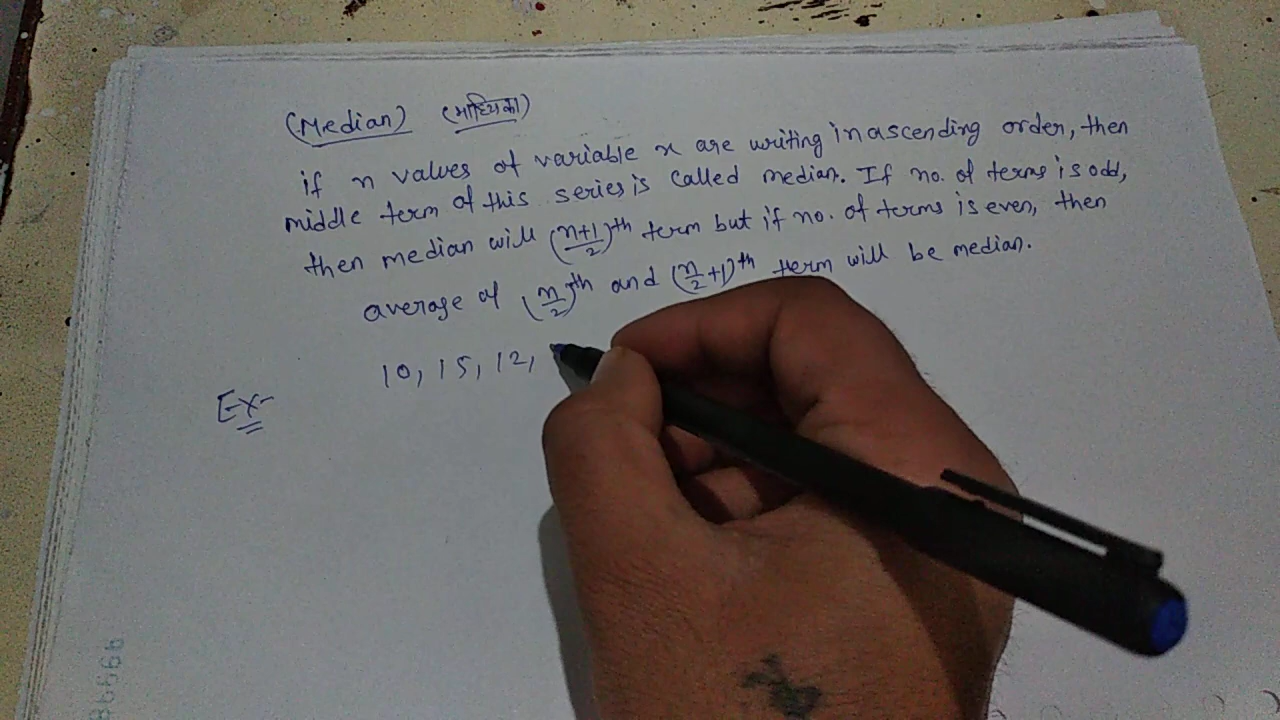 (Median) (माध्यिका)
if n values of variable x are writing in ascending order, then
middle term of this series is called median. If no. of terms is odd,
then median will (n+1/2)th term but if no. of terms is even, then
average of (n/2)th and (n/2+1)th term will be median.
Ex- 10, 15, 12,